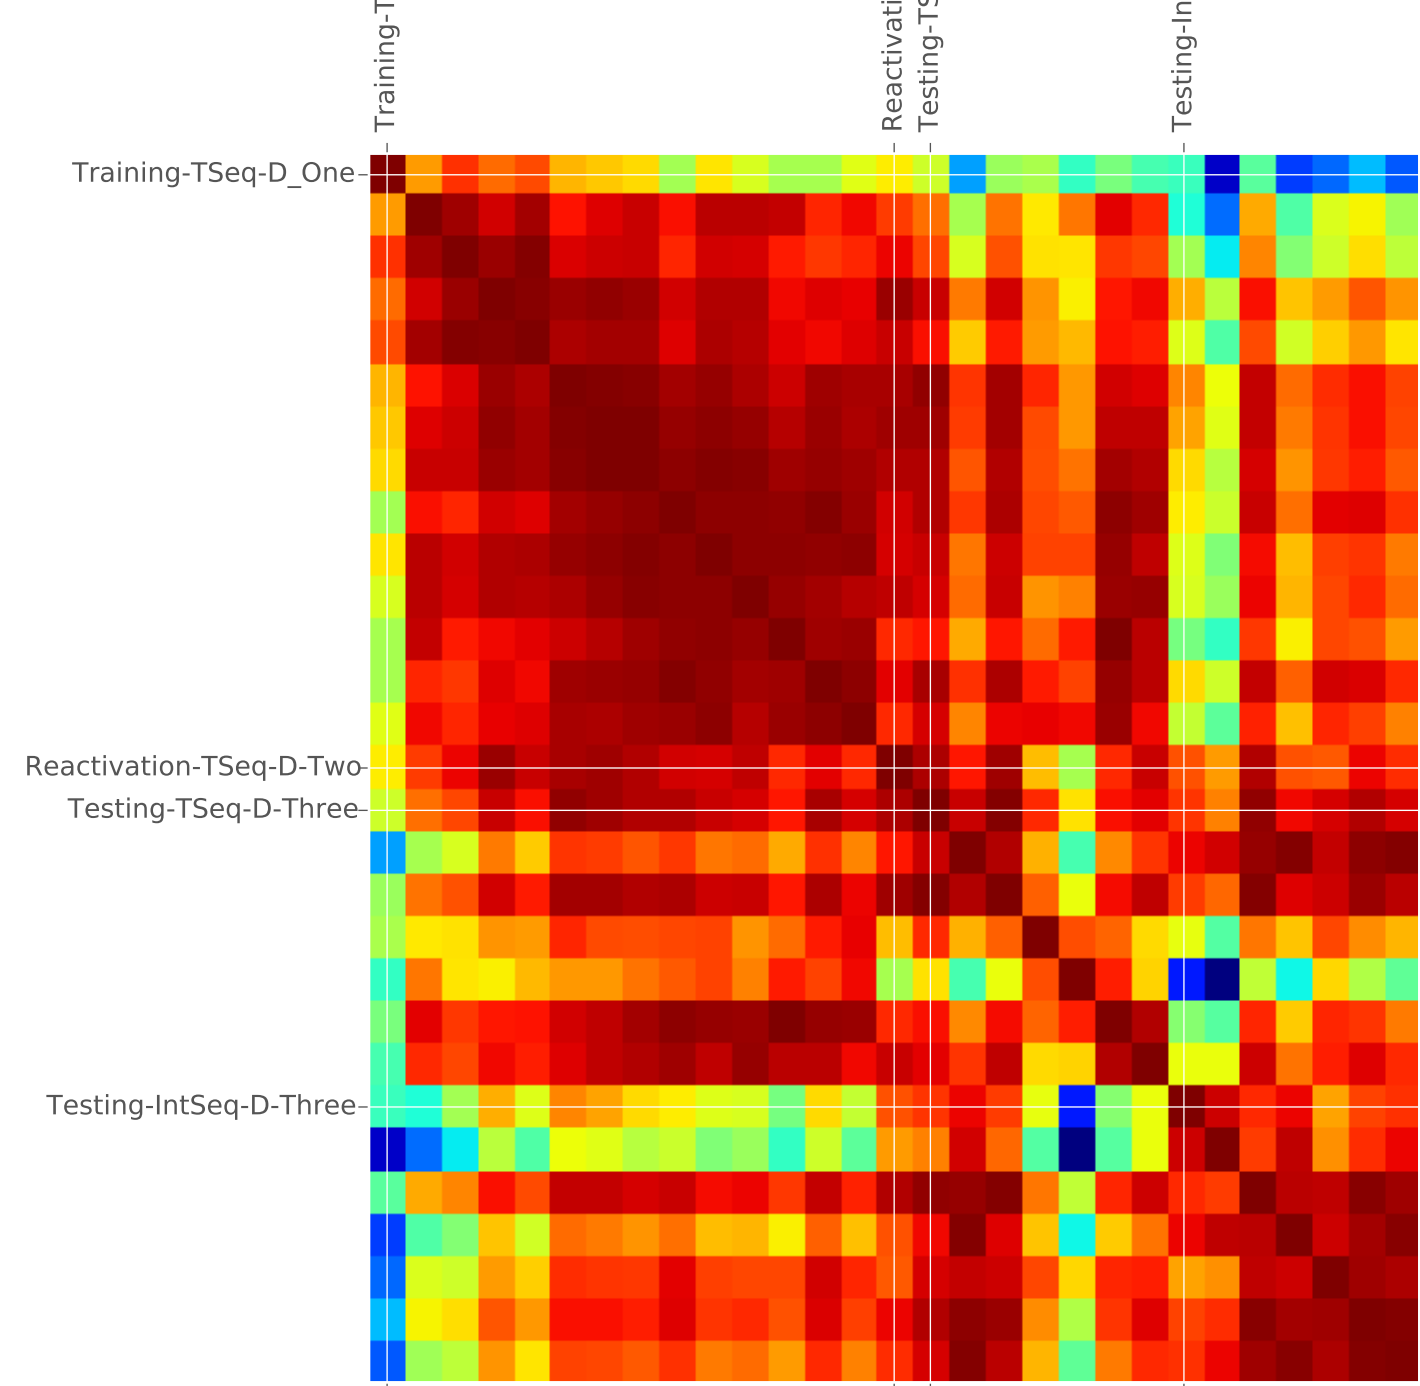 Training-T
Reactivati
Testing-TS
Testing-In
Training-TSeq-D_One
Reactivation-TSeq-D-Two
Testing-TSeq-D-Three
Testing-IntSeq-D-Three